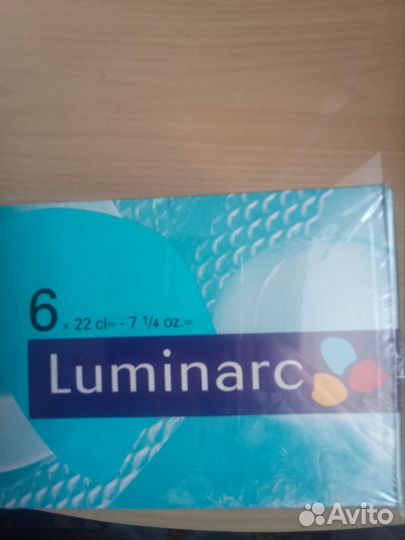 6 x 22 cl= - 7 1/4 oz.=
Luminarc
Avito